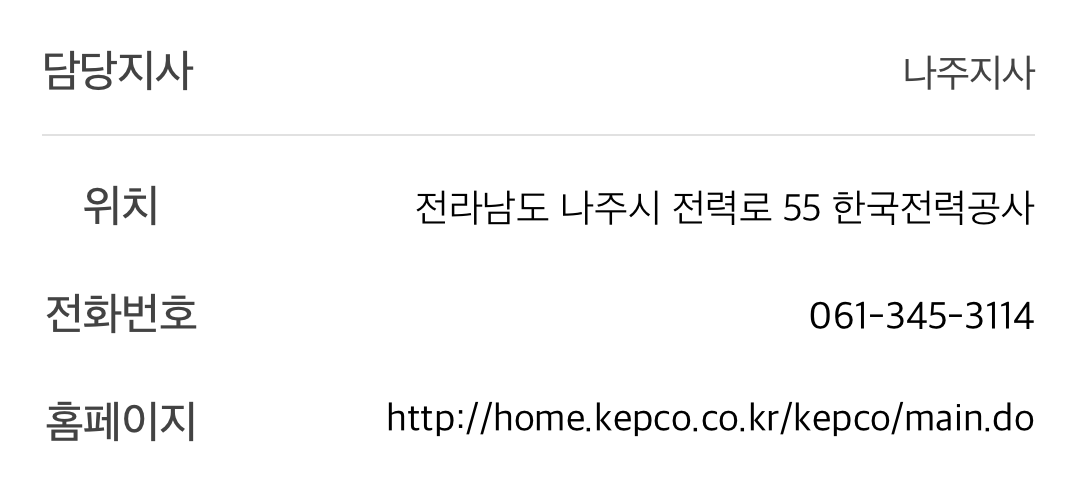 담당지사 나주지사
위치 전라남도 나주시 전력로 55 한국전력공사
전화번호 061-345-3114
홈페이지 http://home.kepco.co.kr/kepco/main.do